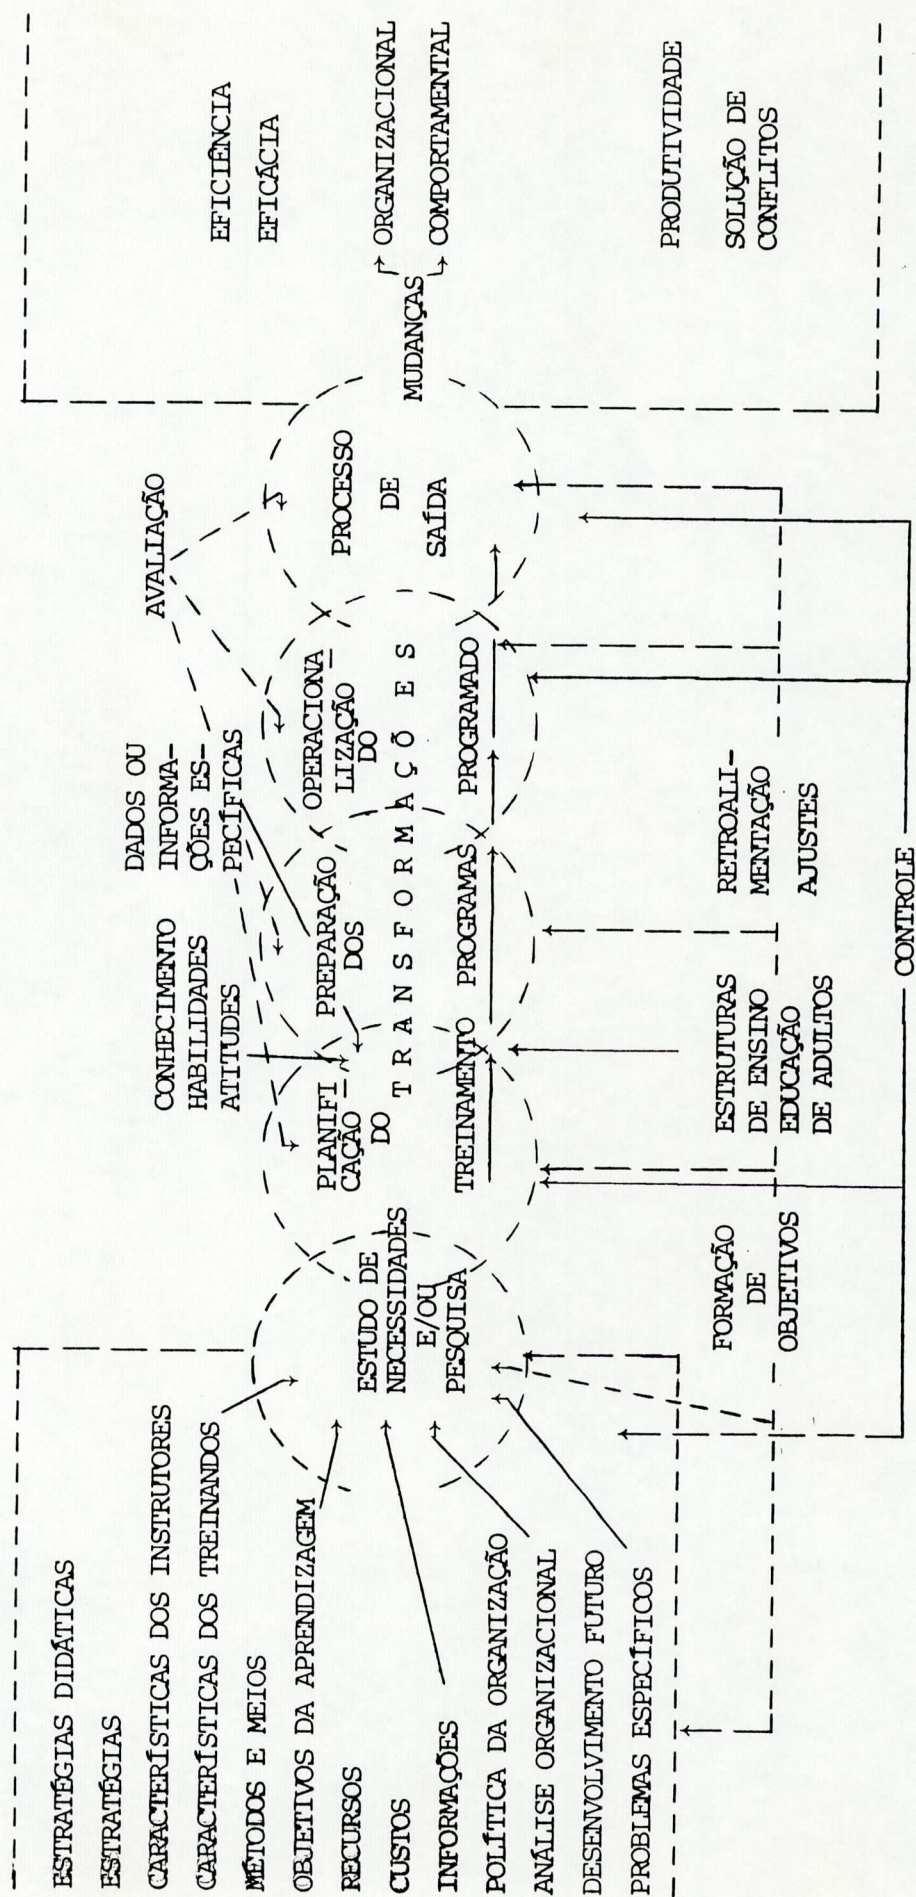 ESTRATÉGIAS DIDÁTICAS
ESTRATÉGIAS
CARACTERÍSTICAS DOS INSTRUTORES
CARACTERÍSTICAS DOS TREINANDOS
MÉTODOS E MEIOS
OBJETIVOS DA APRENDIZAGEM
RECURSOS
CUSTOS
INFORMAÇÕES
POLÍTICA DA ORGANIZAÇÃO
ANÁLISE ORGANIZACIONAL
DESENVOLVIMENTO FUTURO
PROBLEMAS ESPECÍFICOS
ESTUDO DE
NECESSIDADES
E/OU
PESQUISA
CONHECIMENTO
HABILIDADES
ATITUDES
DADOS OU
INFORMA-
ÇÕES ES-
PECÍFICAS
AVALIAÇÃO
PLANIFI
CAÇÃO
DO
TREINAMENTO
PREPARAÇÃO
DOS
PROGRAMAS
OPERACIONA
LIZAÇÃO
DO
PROGRAMADO
T R A N S F O R M A Ç Õ E S
PROCESSO
DE
SAÍDA
MUDANÇAS
ORGANIZACIONAL
COMPORTAMENTAL
EFICIÊNCIA
EFICÁCIA
PRODUTIVIDADE
SOLUÇÃO DE
CONFLITOS
FORMAÇÃO
DE
OBJETIVOS
ESTRUTURAS
DE ENSINO
EDUCAÇÃO
DE ADULTOS
RETROALI-
MENTAÇÃO
AJUSTES
CONTROLE